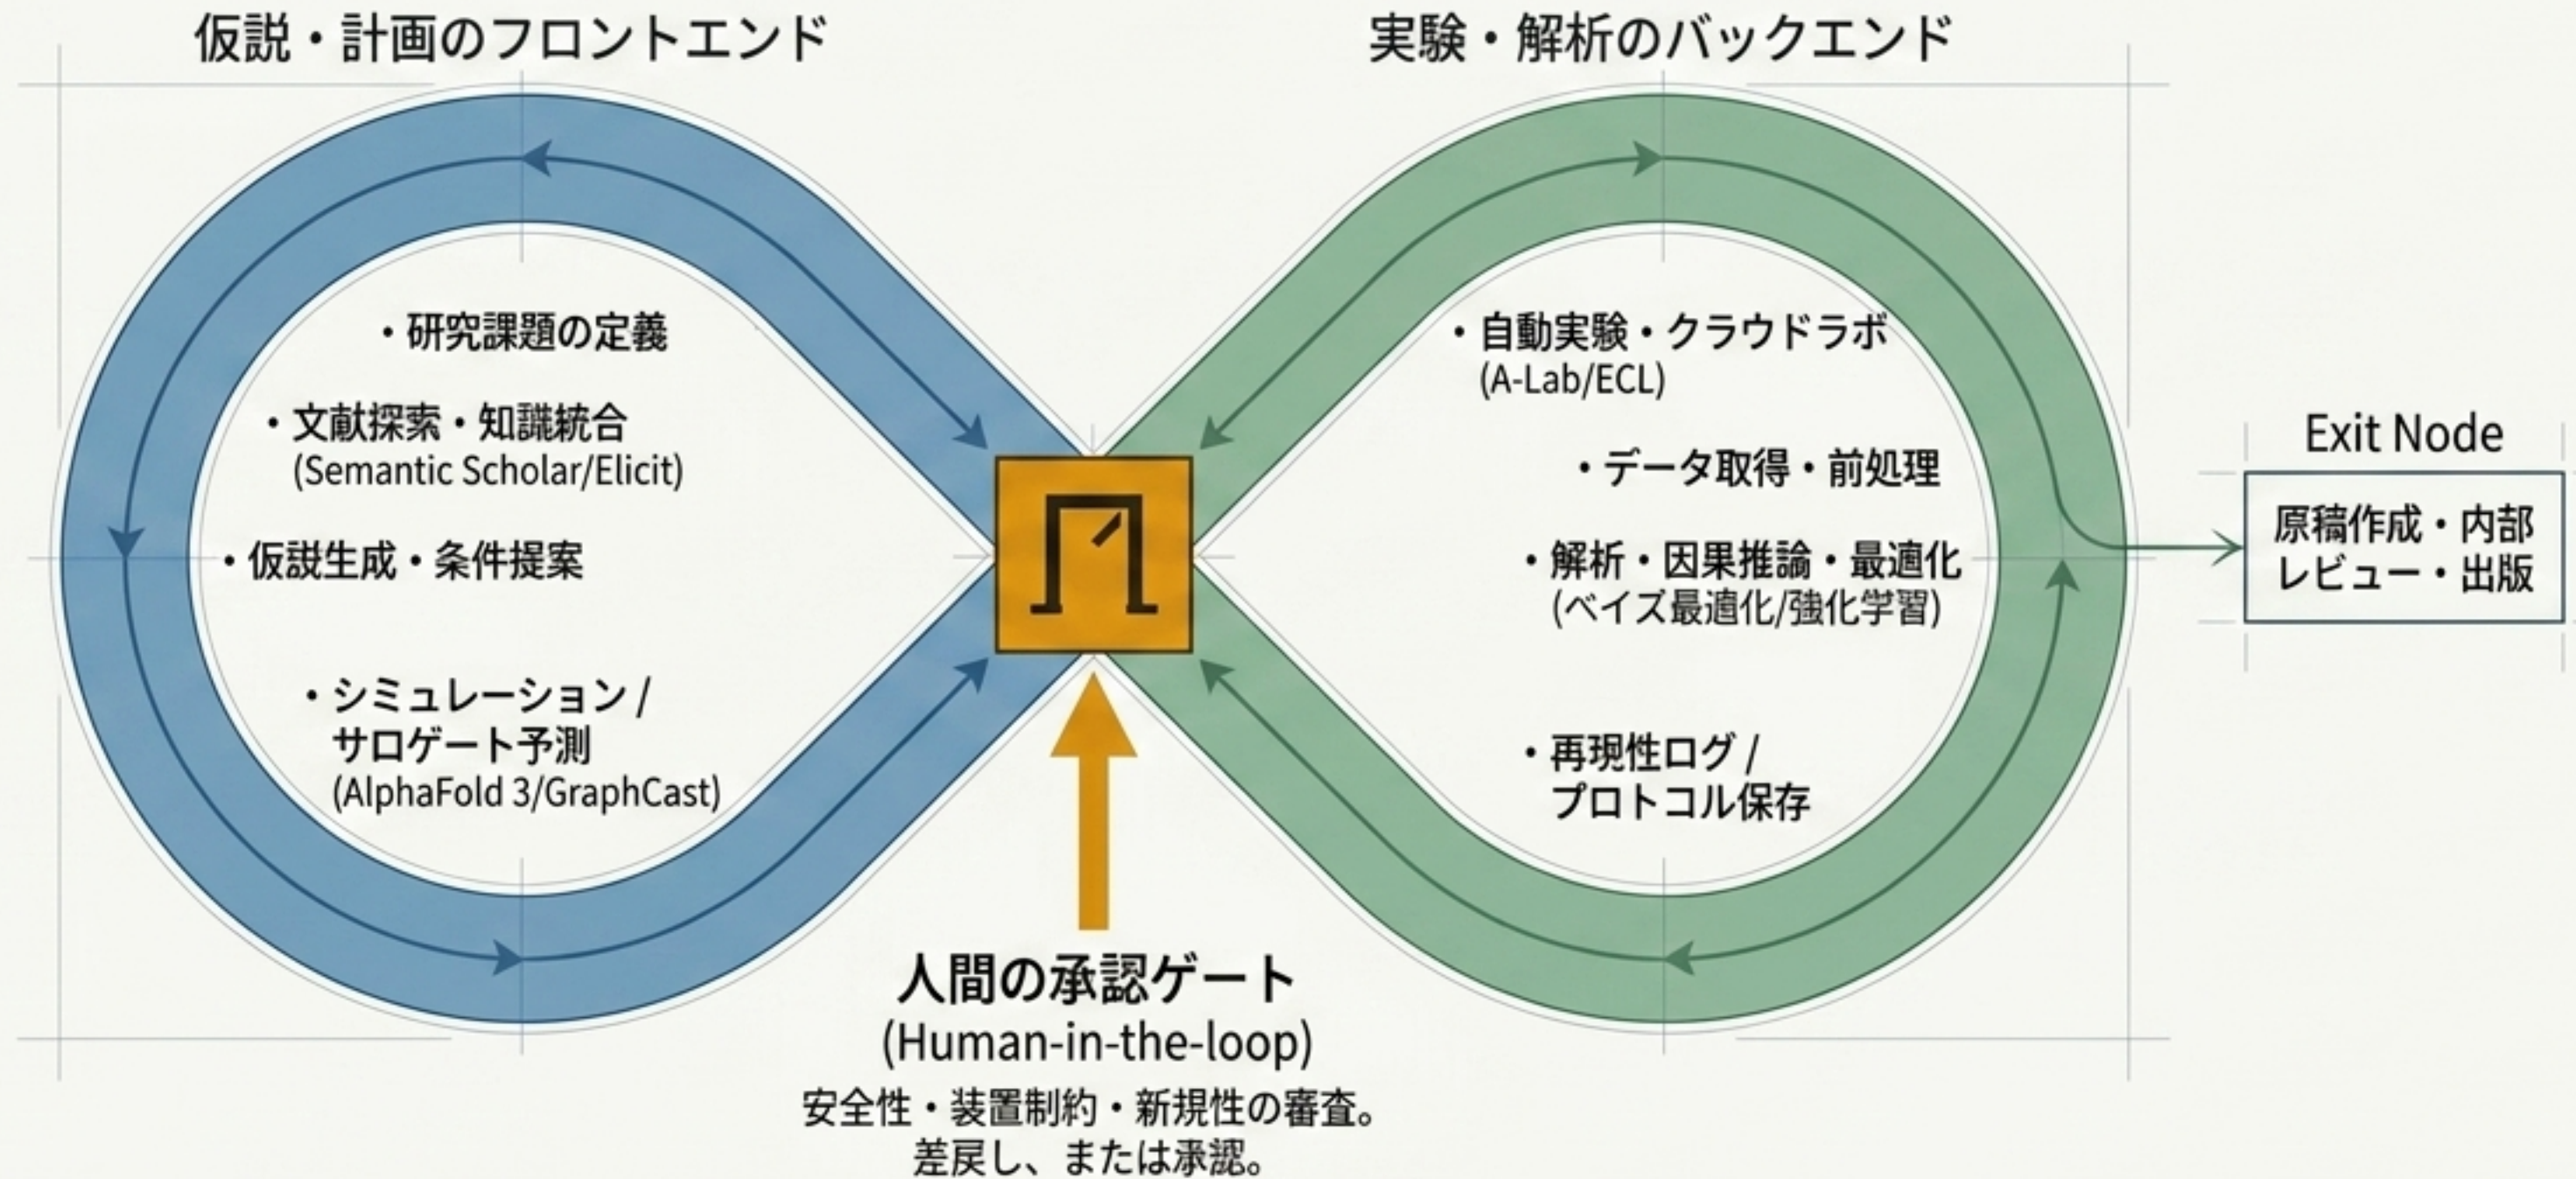 仮説・計画のフロントエンド
・研究課題の定義
・文献探索・知識統合
(Semantic Scholar/Elicit)
・仮説生成・条件提案
・シミュレーション /
サロゲート予測
(AlphaFold 3/GraphCast)
人間の承認ゲート
(Human-in-the-loop)
安全性・装置制約・新規性の審査。
差戻し、または承認。
実験・解析のバックエンド
・自動実験・クラウドラボ
(A-Lab/ECL)
・データ取得・前処理
・解析・因果推論・最適化
(ベイズ最適化/強化学習)
・再現性ログ /
プロトコル保存
Exit Node
原稿作成・内部
レビュー・出版